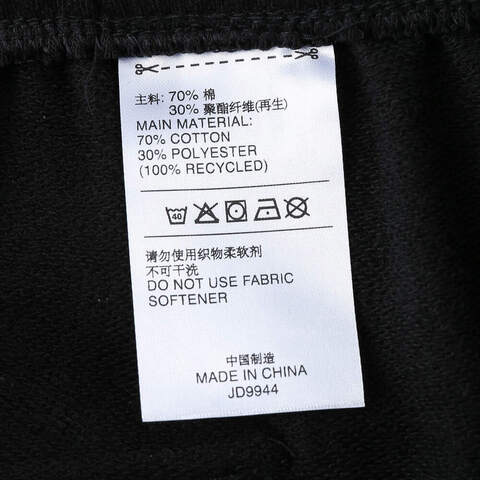 主料: 70% 棉
30% 聚酯纤维(再生)
MAIN MATERIAL:
70% COTTON
30% POLYESTER
(100% RECYCLED)
40
请勿使用织物柔软剂
不可干洗
DO NOT USE FABRIC
SOFTENER
中国制造
MADE IN CHINA
JD9944